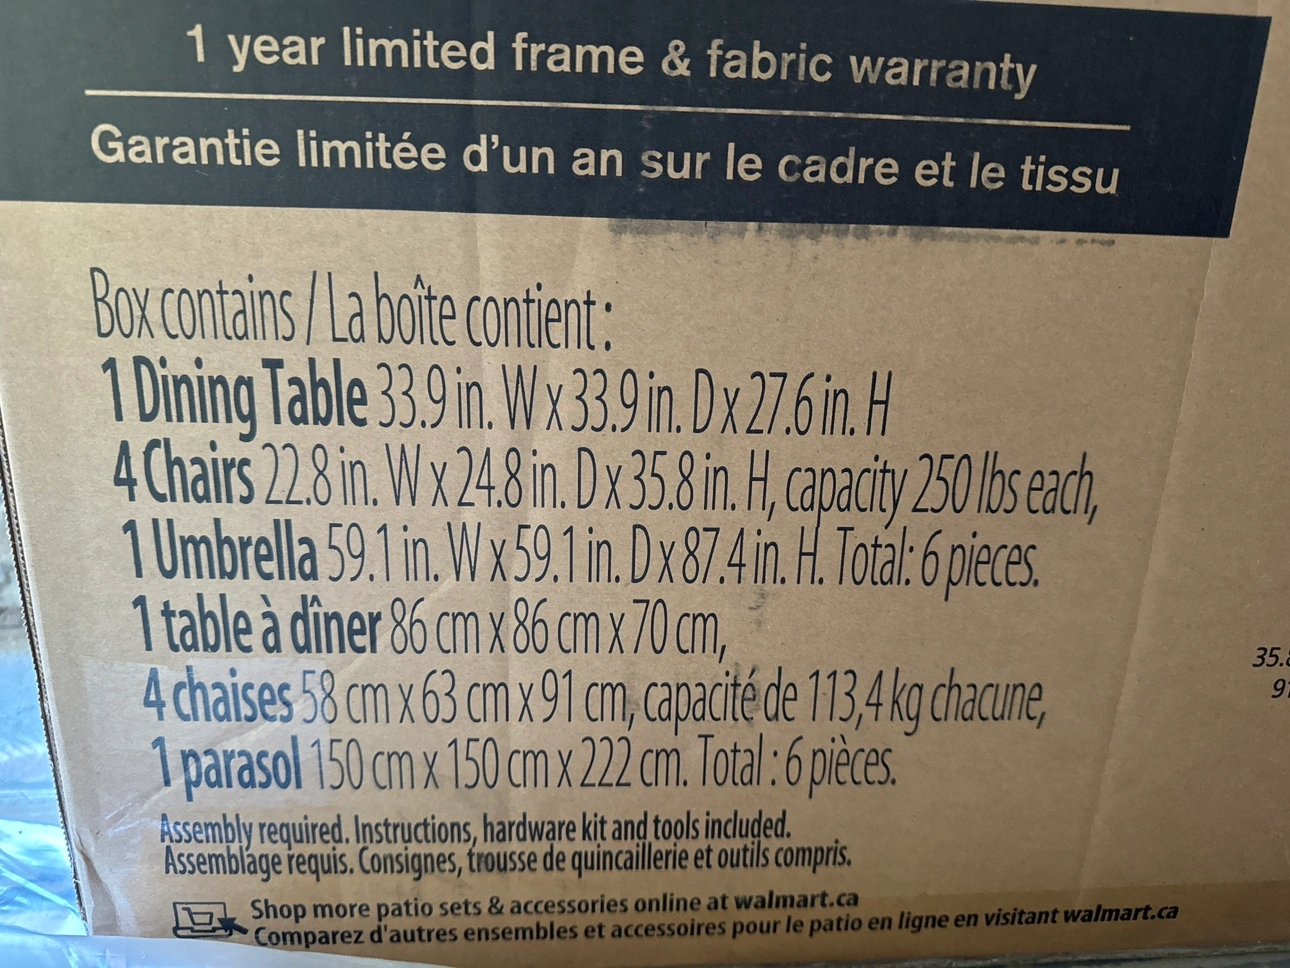 1 year limited frame & fabric warranty
Garantie limitée d'un an sur le cadre et le tissu
Box contains / La boîte contient :
1 Dining Table 33.9 in. W x 33.9 in. D x 27.6 in. H
4 Chairs 22.8 in. W x 24.8 in. D x 35.8 in. H, capacity 250 lbs each,
1 Umbrella 59.1 in. W x 59.1 in. D x 87.4 in. H. Total: 6 pieces.
1 table à dîner 86 cm x 86 cm x 70 cm,
4 chaises 58 cm x 63 cm x 91 cm, capacité de 113,4 kg chacune,
1 parasol 150 cm x 150 cm x 222 cm. Total : 6 pièces.
Assembly required. Instructions, hardware kit and tools included.
Assemblage requis. Consignes, trousse de quincaillerie et outils compris.
Shop more patio sets & accessories online at walmart.ca
Comparez d'autres ensembles et accessoires pour le patio en ligne en visitant walmart.ca